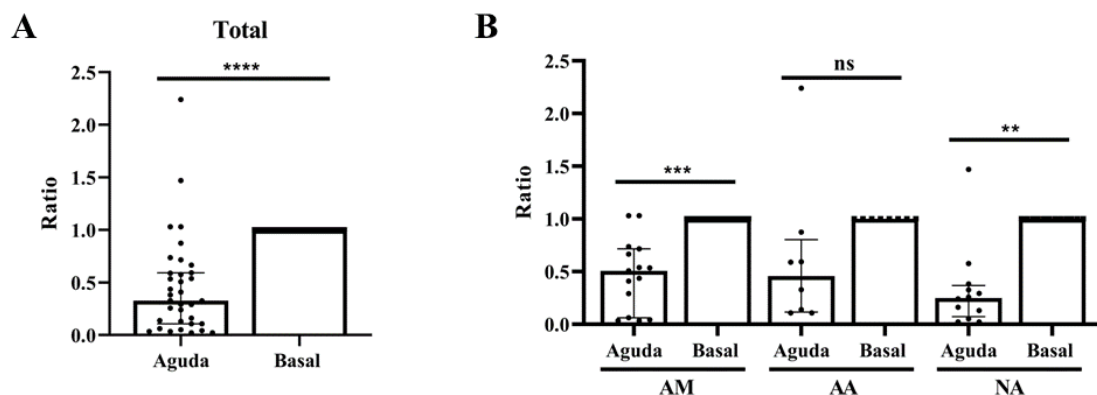 A
Total
Ratio
2.5
2.0
1.5
1.0
0.5
0.0
****
Aguda Basal
B
Ratio
2.5
2.0
1.5
1.0
0.5
0.0
***
ns
**
Aguda Basal Aguda Basal Aguda Basal
AM AA NA